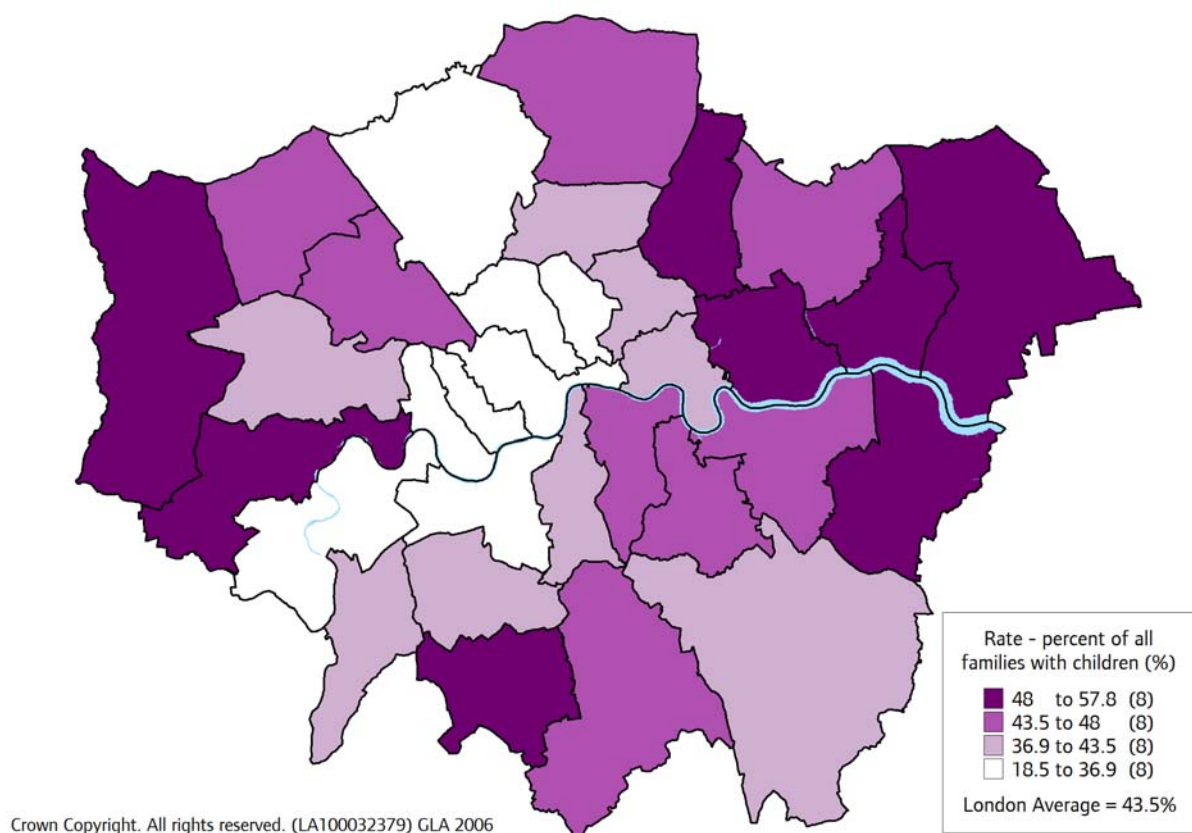 Rate - percent of all
families with children (%)
48 to 57.8 (8)
43.5 to 48 (8)
36.9 to 43.5 (8)
18.5 to 36.9 (8)
London Average = 43.5%
Crown Copyright. All rights reserved. (LA100032379) GLA 2006